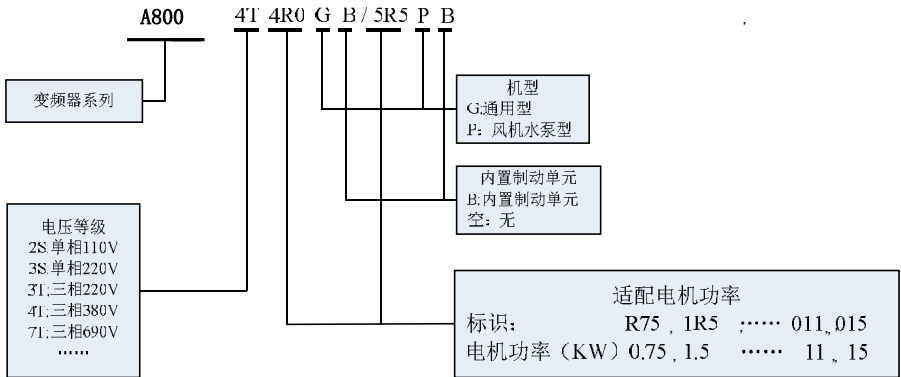 A800 4T 4R0 G B / 5R5 P B
变频器系列
机型
G:通用型
P：风机水泵型
内置制动单元
B:内置制动单元
空：无
电压等级
2S:单相110V
3S:单相220V
3T:三相220V
4T:三相380V
7T:三相690V
……
适配电机功率
标识： R75 , 1R5 , …… 011, 015
电机功率（KW）0.75 , 1.5 …… 11 , 15